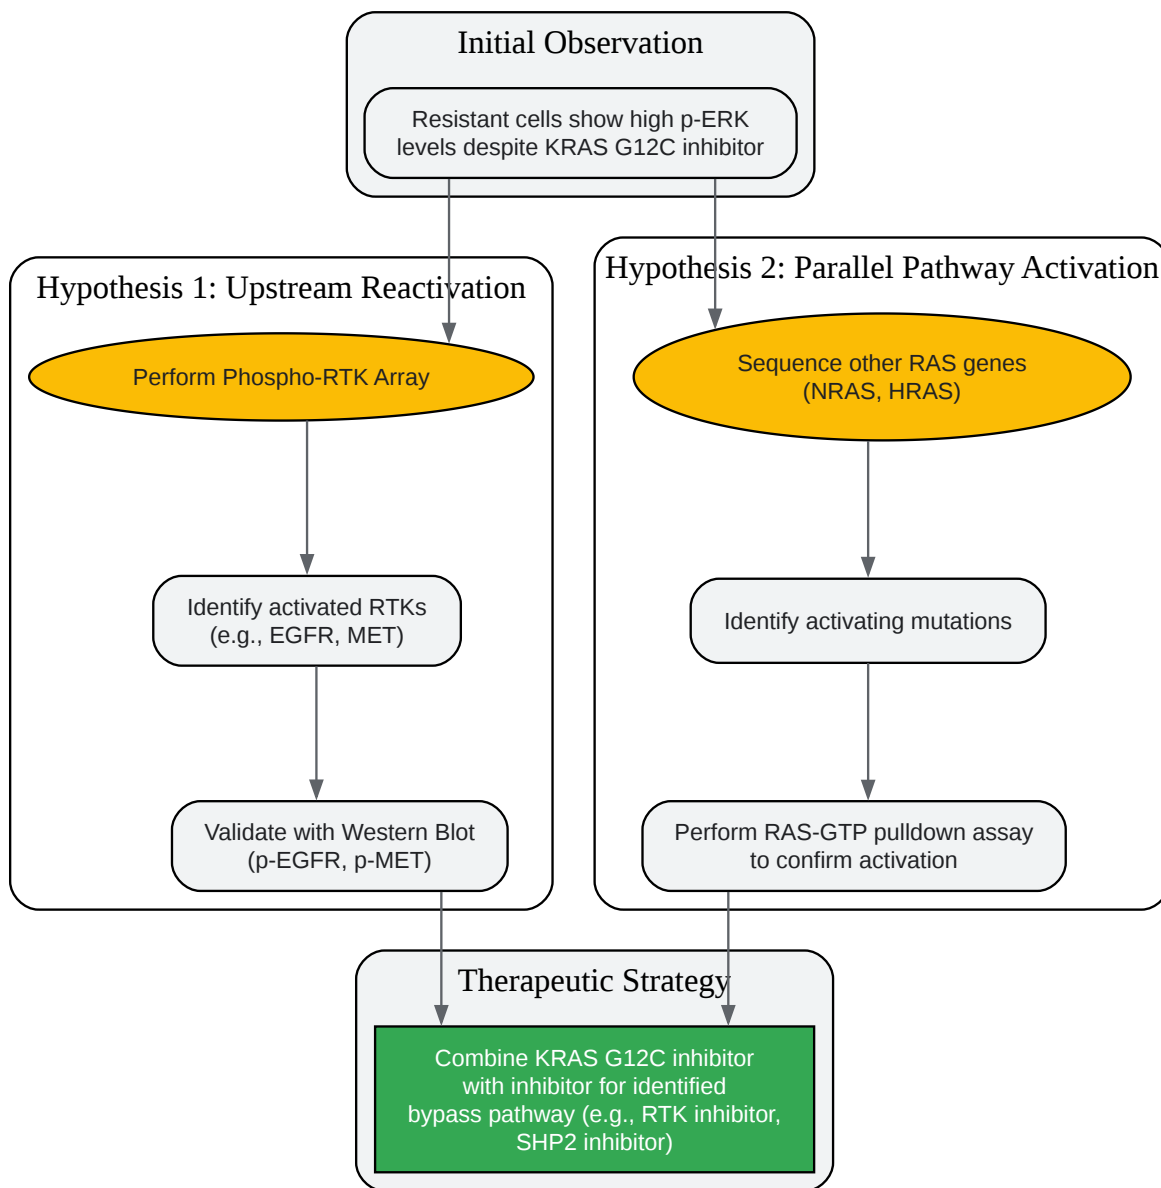 Initial Observation
Resistant cells show high p-ERK
levels despite KRAS G12C inhibitor
Hypothesis 1: Upstream Reactivation
Perform Phospho-RTK Array
Identify activated RTKs
(e.g., EGFR, MET)
Validate with Western Blot
(p-EGFR, p-MET)
Hypothesis 2: Parallel Pathway Activation
Sequence other RAS genes
(NRAS, HRAS)
Identify activating mutations
Perform RAS-GTP pulldown assay
to confirm activation
Therapeutic Strategy
Combine KRAS G12C inhibitor
with inhibitor for identified
bypass pathway (e.g., RTK inhibitor,
SHP2 inhibitor)